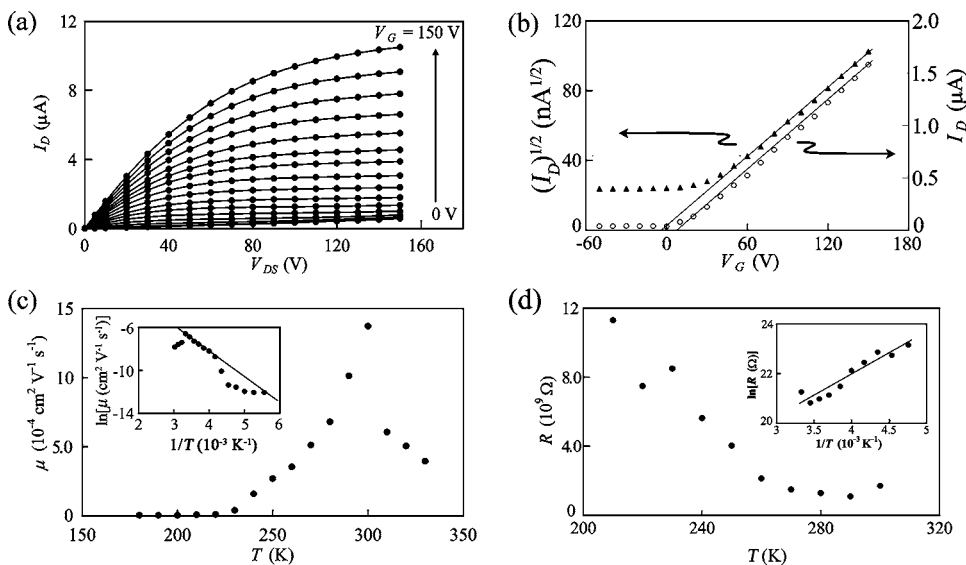 (a)
12
10
8
6
4
2
0
I_D (μA)
V_G = 150 V
0 V
0 40 80 120 160
V_DS (V)
(b)
120
80
40
0
(I_D)^1/2 (nA^1/2)
2.0
1.5
1.0
0.5
0
I_D (μA)
-60 0 60 120 180
V_G (V)
(c)
15
10
5.0
0
μ (10⁻⁴ cm² V⁻¹ s⁻¹)
-6
-10
-14
ln[μ (cm² V⁻¹ s⁻¹)]
2 3 4 5 6
1/T (10⁻³ K⁻¹)
150 200 250 300 350
T (K)
(d)
12
8.0
4.0
0
R (10⁹ Ω)
24
22
20
ln[R (Ω)]
3 3.5 4 4.5 5
1/T (10⁻³ K⁻¹)
200 240 280 320
T (K)